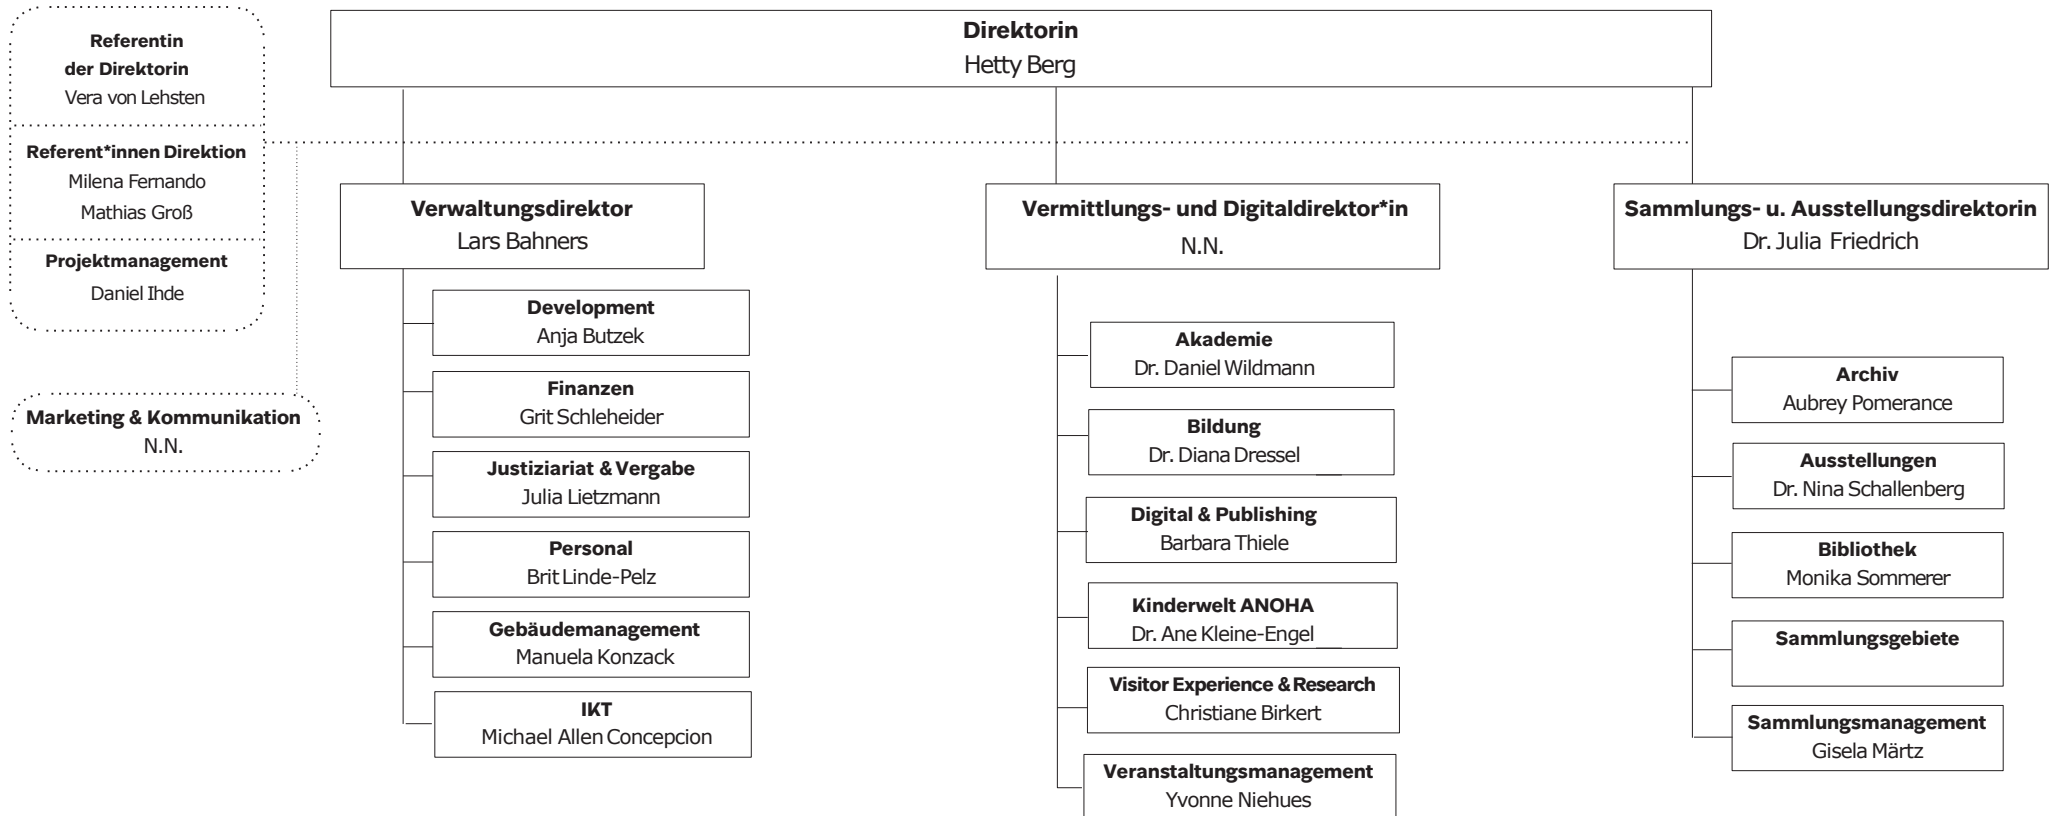 Direktorin
Hetty Berg
Referentin
der Direktorin
Vera von Lehsten
Referent*innen Direktion
Milena Fernando
Mathias Groß
Projektmanagement
Daniel Ihde
Marketing & Kommunikation
N.N.
Verwaltungsdirektor
Lars Bahners
Development
Anja Butzek
Finanzen
Grit Schleheider
Justiziariat & Vergabe
Julia Lietzmann
Personal
Brit Linde-Pelz
Gebäudemanagement
Manuela Konzack
IKT
Michael Allen Concepcion
Vermittlungs- und Digitaldirektor*in
N.N.
Akademie
Dr. Daniel Wildmann
Bildung
Dr. Diana Dressel
Digital & Publishing
Barbara Thiele
Kinderwelt ANOHA
Dr. Ane Kleine-Engel
Visitor Experience & Research
Christiane Birkert
Veranstaltungsmanagement
Yvonne Niehues
Sammlungs- u. Ausstellungsdirektorin
Dr. Julia Friedrich
Archiv
Aubrey Pomerance
Ausstellungen
Dr. Nina Schallenberg
Bibliothek
Monika Sommerer
Sammlungsgebiete
Sammlungsmanagement
Gisela Märtz